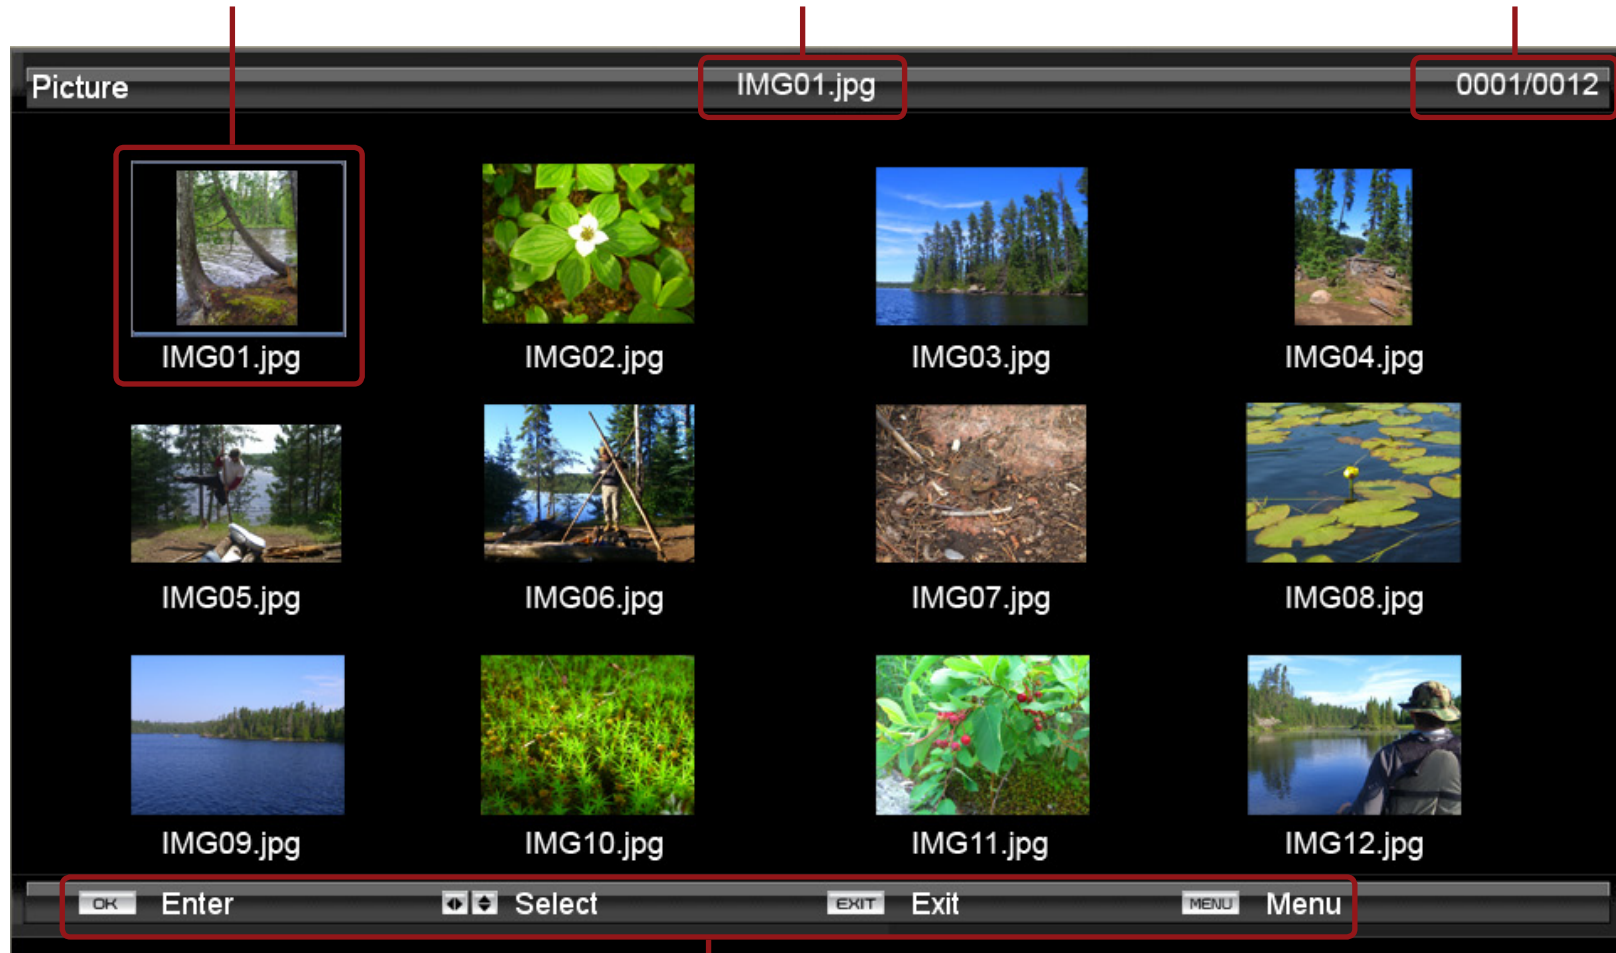 Picture IMG01.jpg 0001/0012
IMG01.jpg IMG02.jpg IMG03.jpg IMG04.jpg
IMG05.jpg IMG06.jpg IMG07.jpg IMG08.jpg
IMG09.jpg IMG10.jpg IMG11.jpg IMG12.jpg
OK Enter Select EXIT Exit MENU Menu